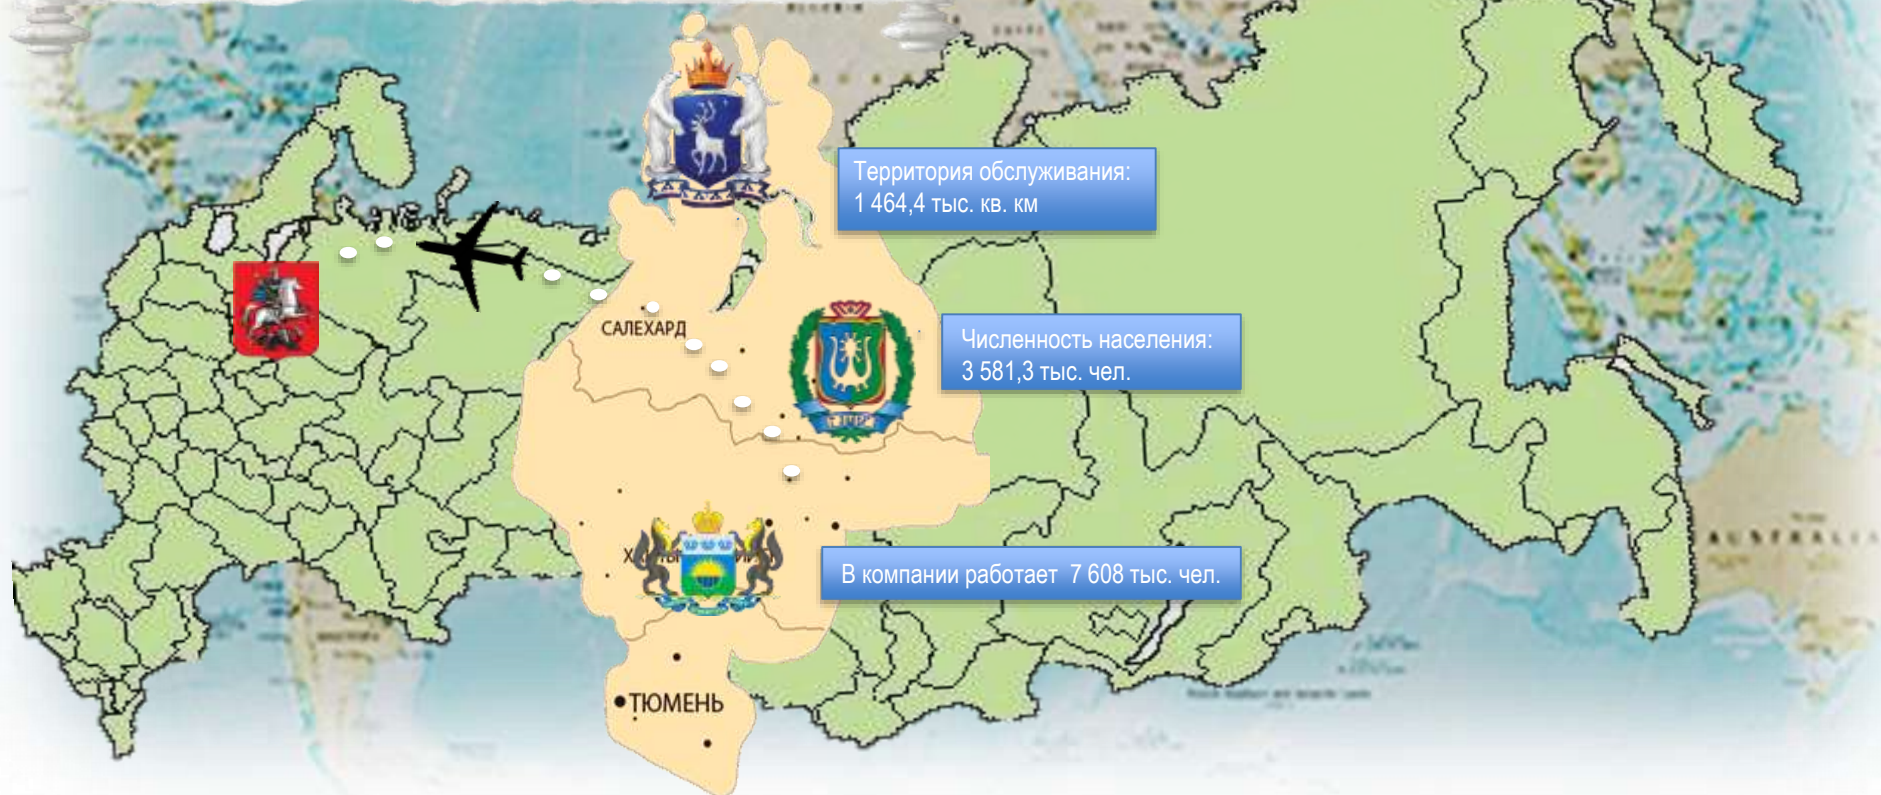 Территория обслуживания:
1 464,4 тыс. кв. км
САЛЕХАРД
Численность населения:
3 581,3 тыс. чел.
В компании работает 7 608 тыс. чел.
ТЮМЕНЬ
AUSTRALIA